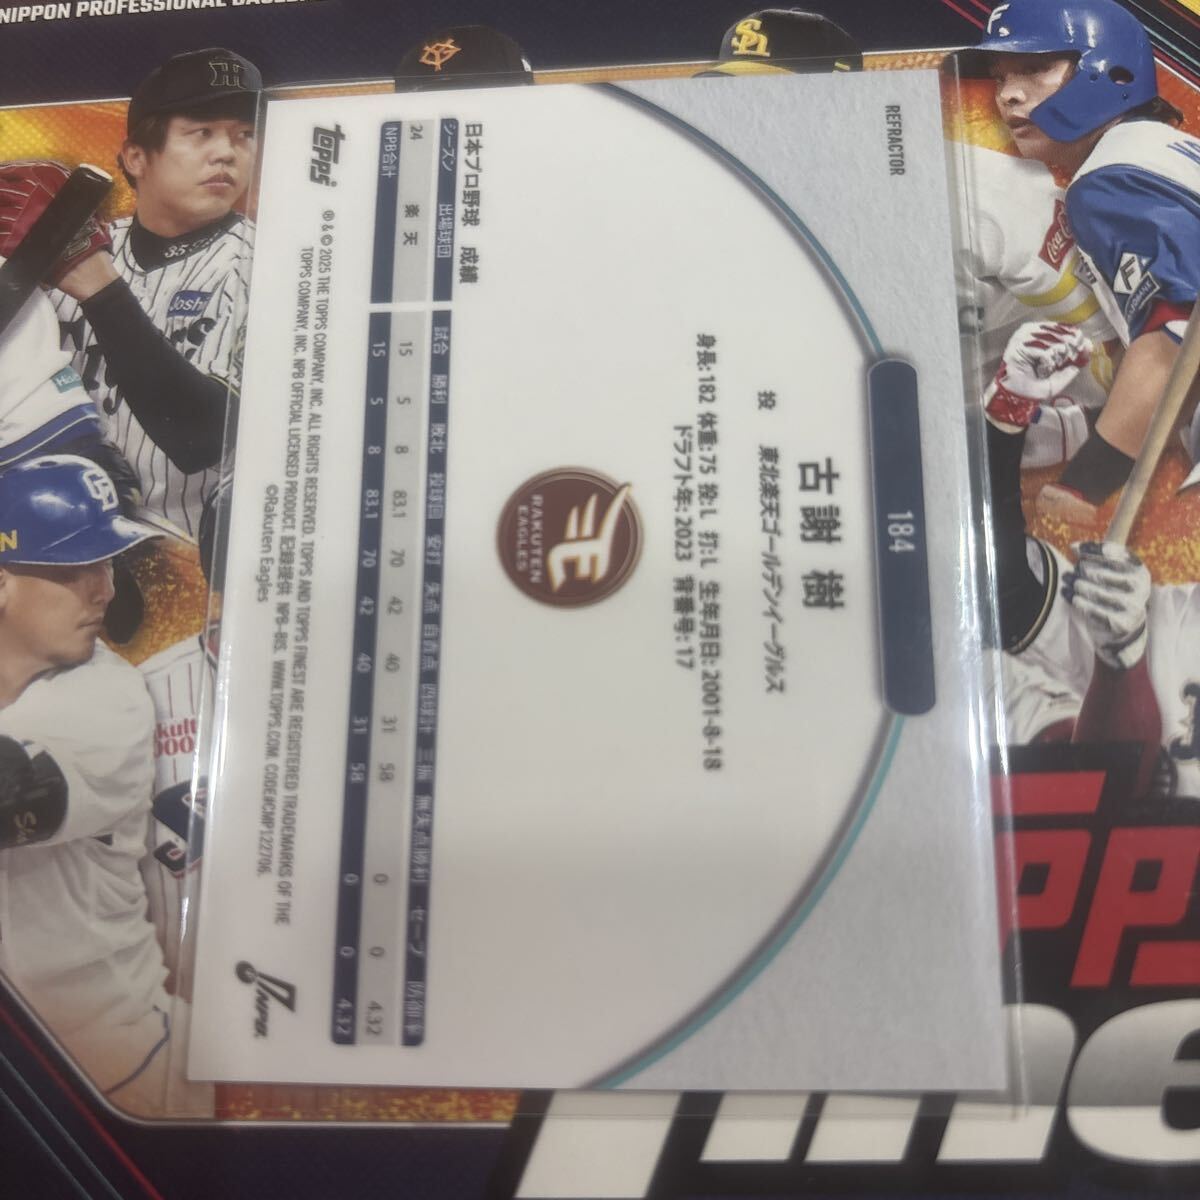 NIPPON PROFESSIONAL
REFRACTOR
184
古謝 樹
投 東北楽天ゴールデンイーグルス
身長: 182 体重: 75 投: L 打: L 生年月日: 2001-8-18
ドラフト年: 2023 背番号: 17
RAKUTEN
EAGLES
日本プロ野球 成績
シーズン 出場球団 試合 勝利 敗北 投球回 安打 失点 自責点 四球計 三振 無失点勝利 セーブ 防御率
24 楽天 15 5 8 83.1 70 42 40 31 58 0 0 4.32
NPB合計 15 5 8 83.1 70 42 40 31 58 0 0 4.32
topps
® & © 2025 THE TOPPS COMPANY, INC. ALL RIGHTS RESERVED. TOPPS AND TOPPS FINEST ARE REGISTERED TRADEMARKS OF THE
TOPPS COMPANY, INC. NPB OFFICIAL LICENSED PRODUCT. 記録提供 NPB-BIS. WWW.TOPPS.COM. CODE#CMP122706.
©Rakuten Eagles
NPB
Joshi
35
Coca-Cola